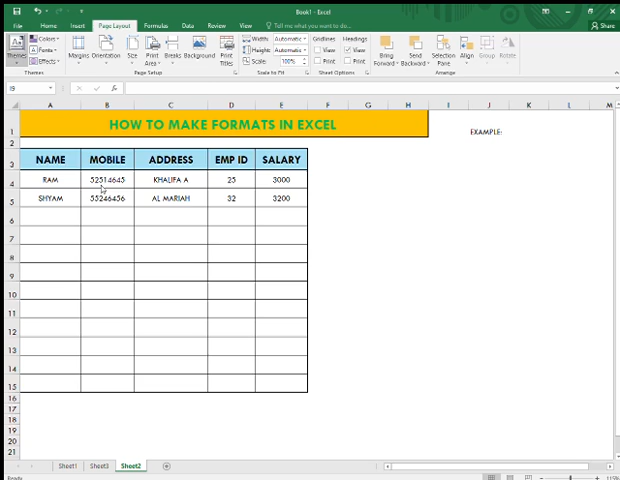 Book1 - Excel
File Home Insert Page Layout Formulas Data Review View Tell me what you want to do... Share
Themes Colors Fonts Effects Margins Orientation Size Print Area Breaks Background Print Titles Width: Automatic Height: Automatic Scale: 100% Gridlines View Print Headings View Print Bring Forward Send Backward Selection Pane Align Group Rotate
Themes Page Setup Scale to Fit Sheet Options Arrange
fx
A B C D E F G H I J K L M
1 HOW TO MAKE FORMATS IN EXCEL EXAMPLE:
2
3 NAME MOBILE ADDRESS EMP ID SALARY
4 RAM 52514645 KHALIFA A 25 3000
5 SHYAM 55246456 AL MARIAH 32 3200
6
7
8
9
10
11
12
13
14
15
16
17
18
19
20
21
Sheet1 Sheet3 Sheet2
Ready 115%